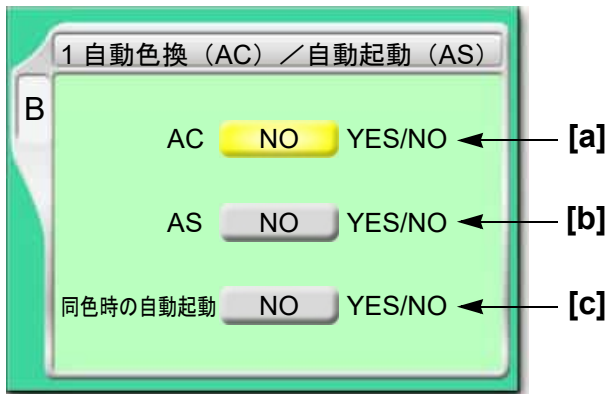 1 自動色換（AC）／自動起動（AS）
B
AC NO YES/NO [a]
AS NO YES/NO [b]
同色時の自動起動 NO YES/NO [c]